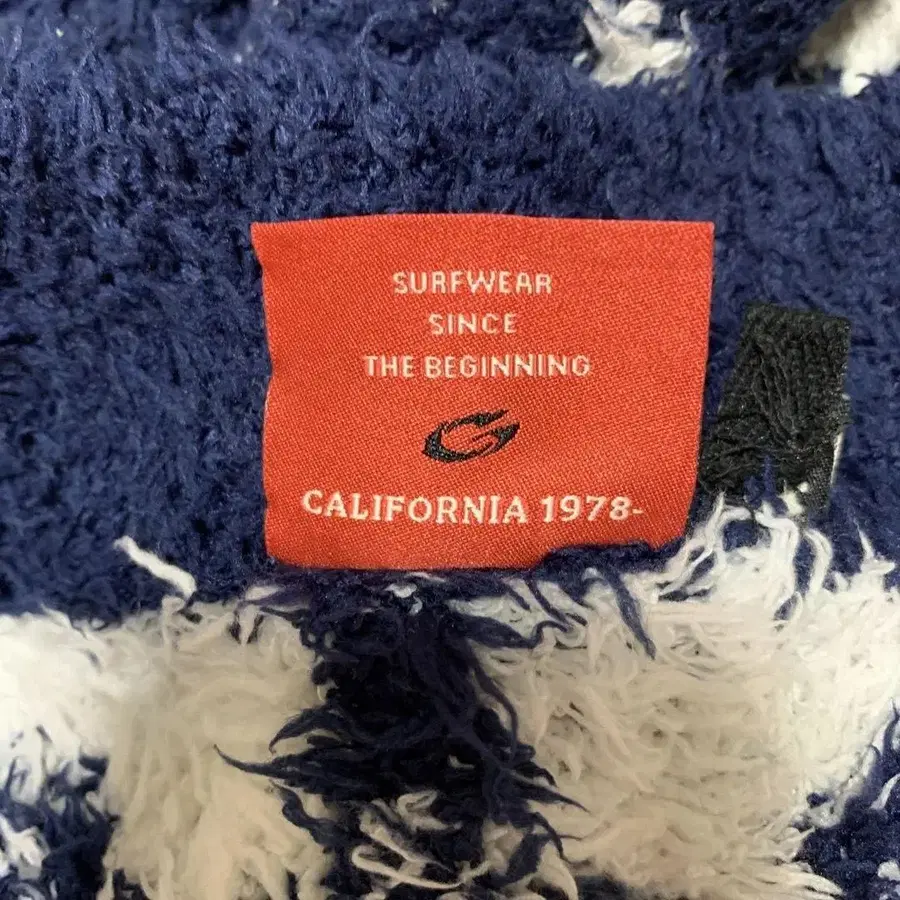 SURFWEAR
SINCE
THE BEGINNING
CALIFORNIA 1978-